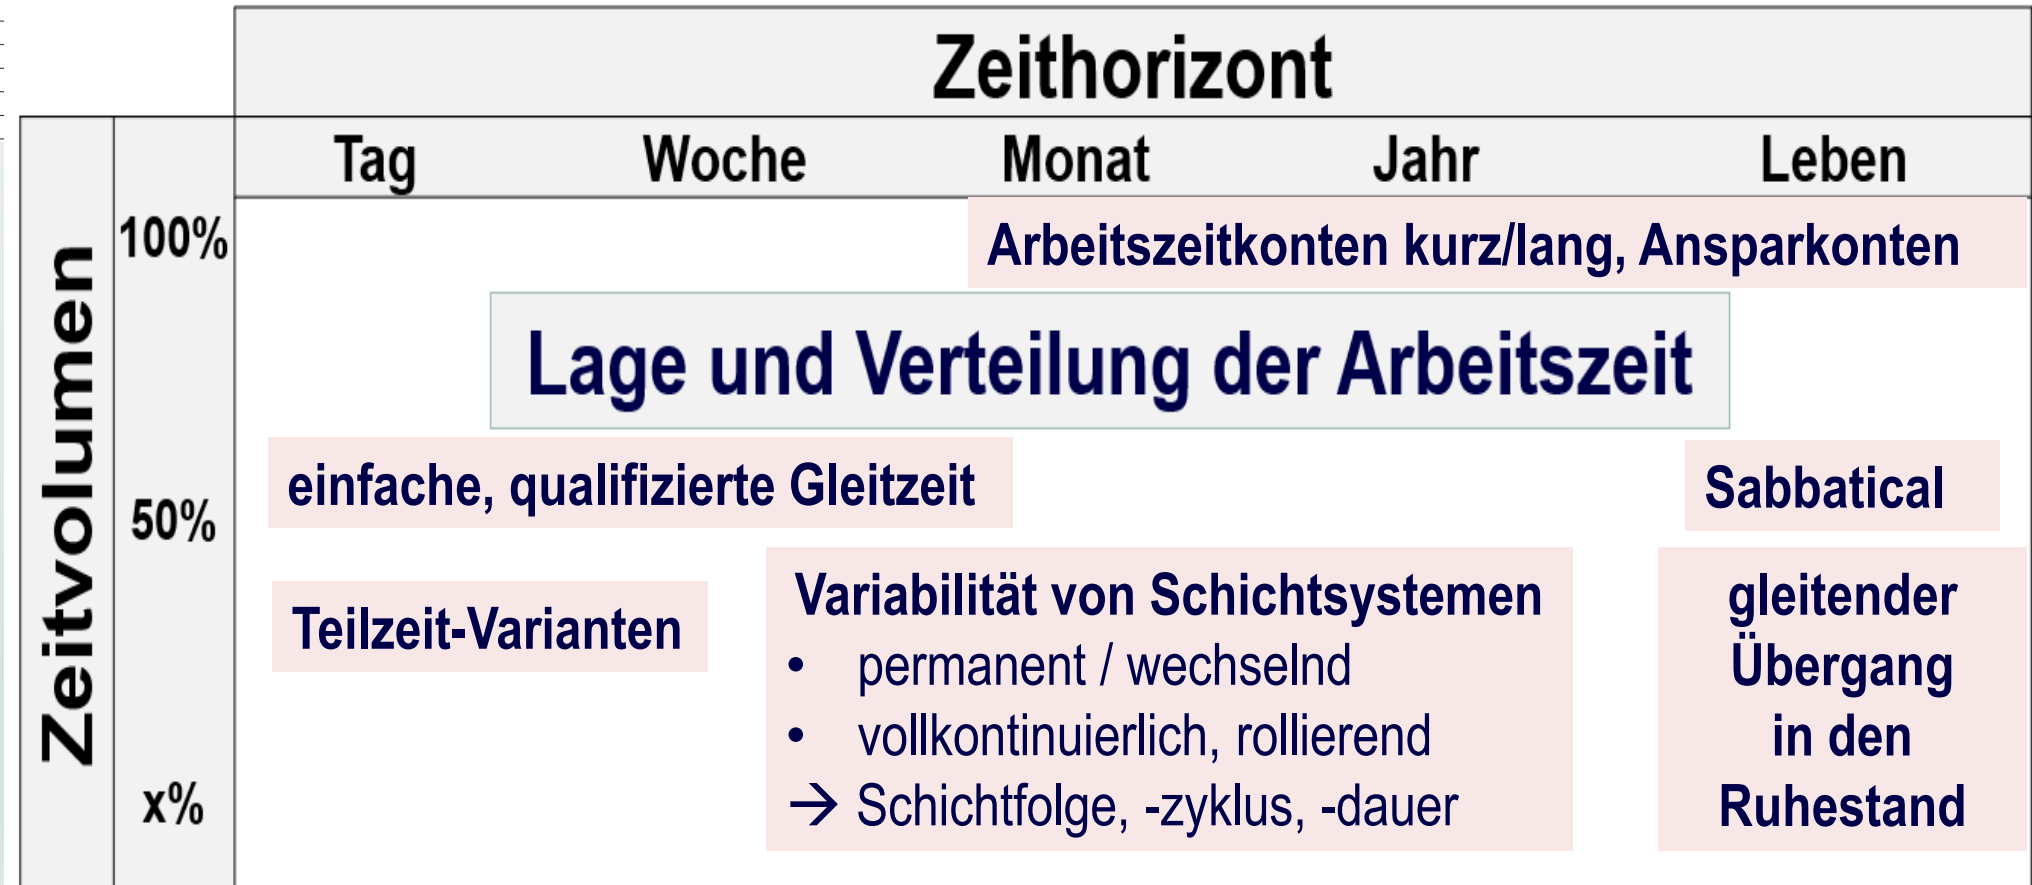 Zeithorizont
Tag Woche Monat Jahr Leben
Zeitvolumen
100%
Arbeitszeitkonten kurz/lang, Ansparkonten
Lage und Verteilung der Arbeitszeit
einfache, qualifizierte Gleitzeit
Sabbatical
50%
Teilzeit-Varianten
Variabilität von Schichtsystemen
• permanent / wechselnd
• vollkontinuierlich, rollierend
→ Schichtfolge, -zyklus, -dauer
gleitender
Übergang
in den
Ruhestand
x%